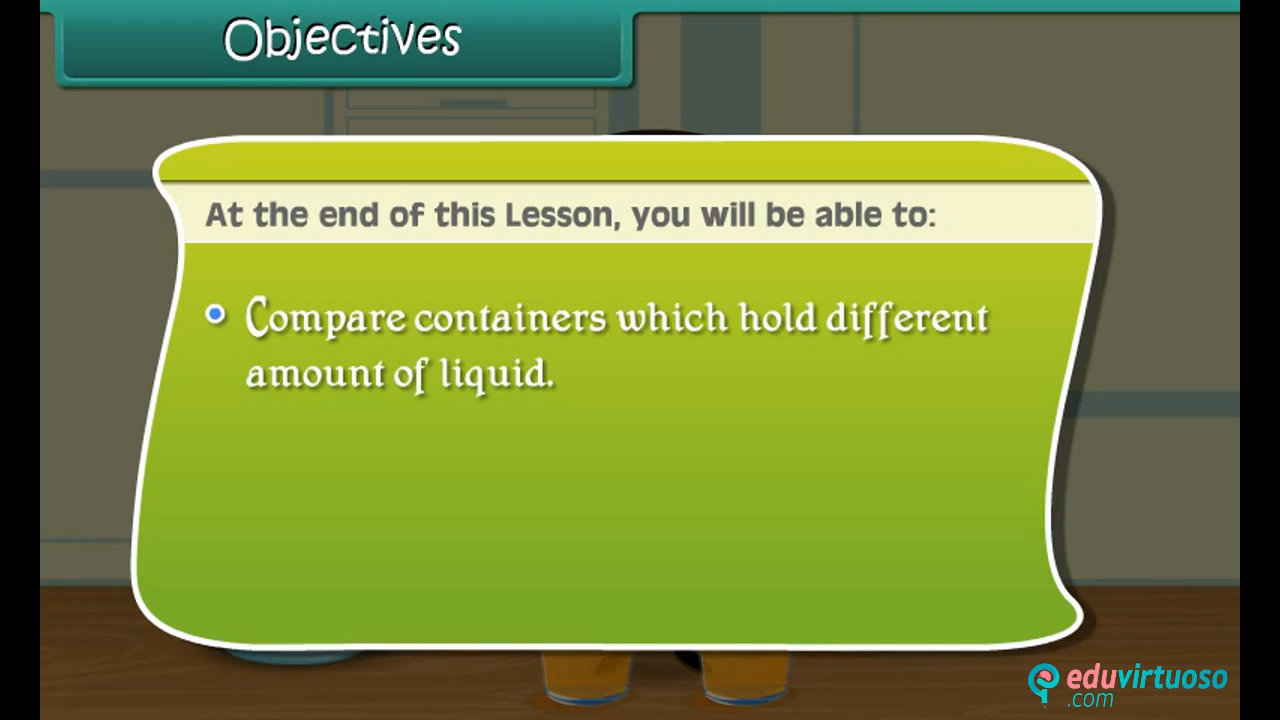 Objectives
At the end of this Lesson, you will be able to:
Compare containers which hold different
amount of liquid.
eduvirtuoso
.com